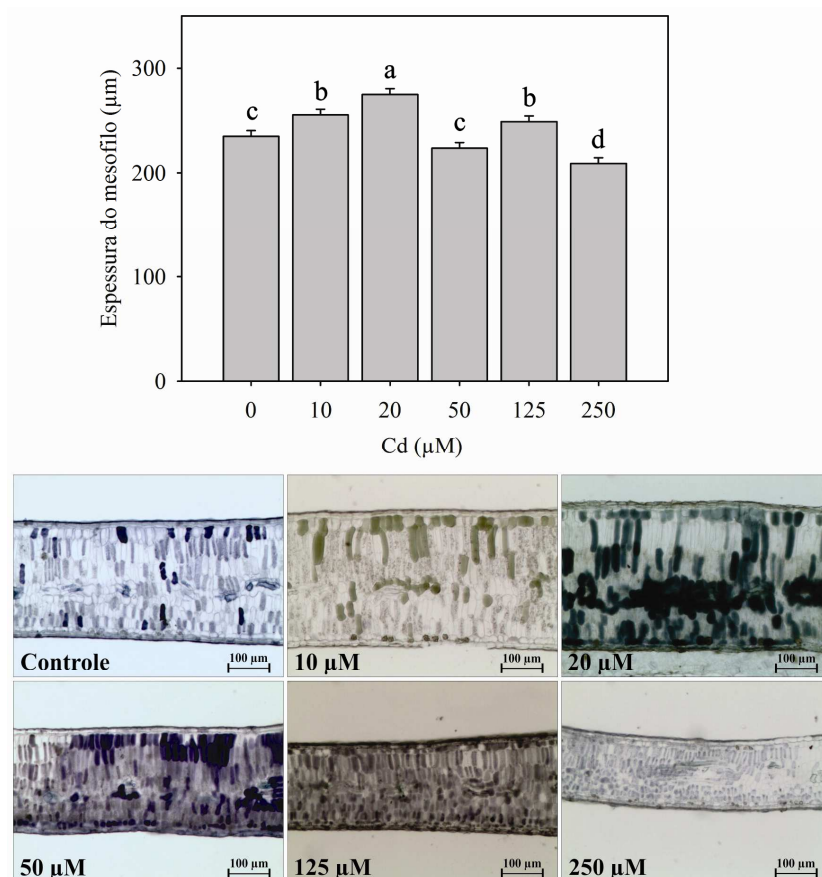 Espessura do mesofilo (µm)
300
200
100
0
c
b
a
c
b
d
0 10 20 50 125 250
Cd (µM)
Controle
100 µm
10 µM
100 µm
20 µM
100 µm
50 µM
100 µm
125 µM
100 µm
250 µM
100 µm